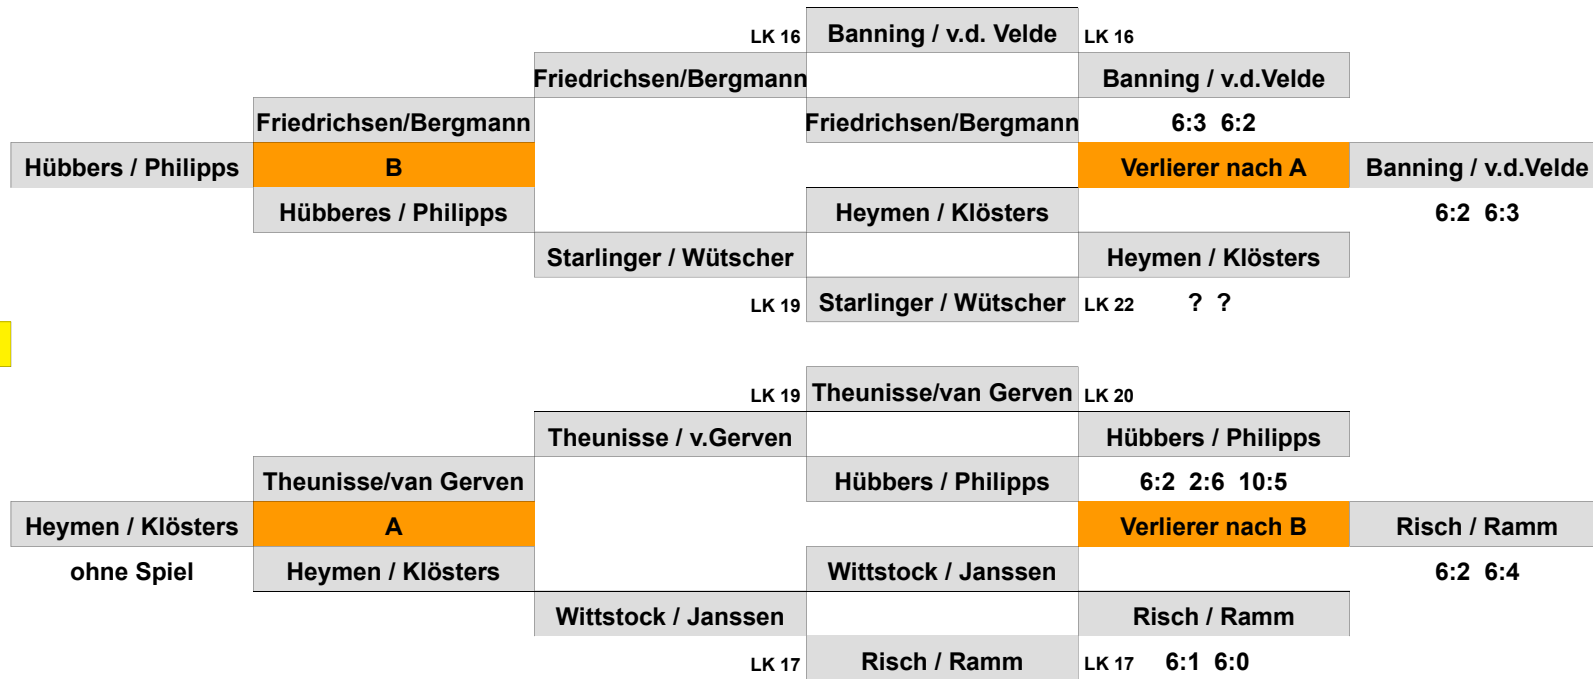 LK 16 Banning / v.d. Velde LK 16
Friedrichsen/Bergmann Banning / v.d.Velde
Friedrichsen/Bergmann Friedrichsen/Bergmann 6:3 6:2
Hübbers / Philipps B Verlierer nach A Banning / v.d.Velde
Hübberes / Philipps Heymen / Klösters 6:2 6:3
Starlinger / Wütscher Heymen / Klösters
LK 19 Starlinger / Wütscher LK 22 ? ?
LK 19 Theunisse/van Gerven LK 20
Theunisse / v.Gerven Hübbers / Philipps
Theunisse/van Gerven Hübbers / Philipps 6:2 2:6 10:5
Heymen / Klösters A Verlierer nach B Risch / Ramm
ohne Spiel Heymen / Klösters Wittstock / Janssen 6:2 6:4
Wittstock / Janssen Risch / Ramm
LK 17 Risch / Ramm LK 17 6:1 6:0